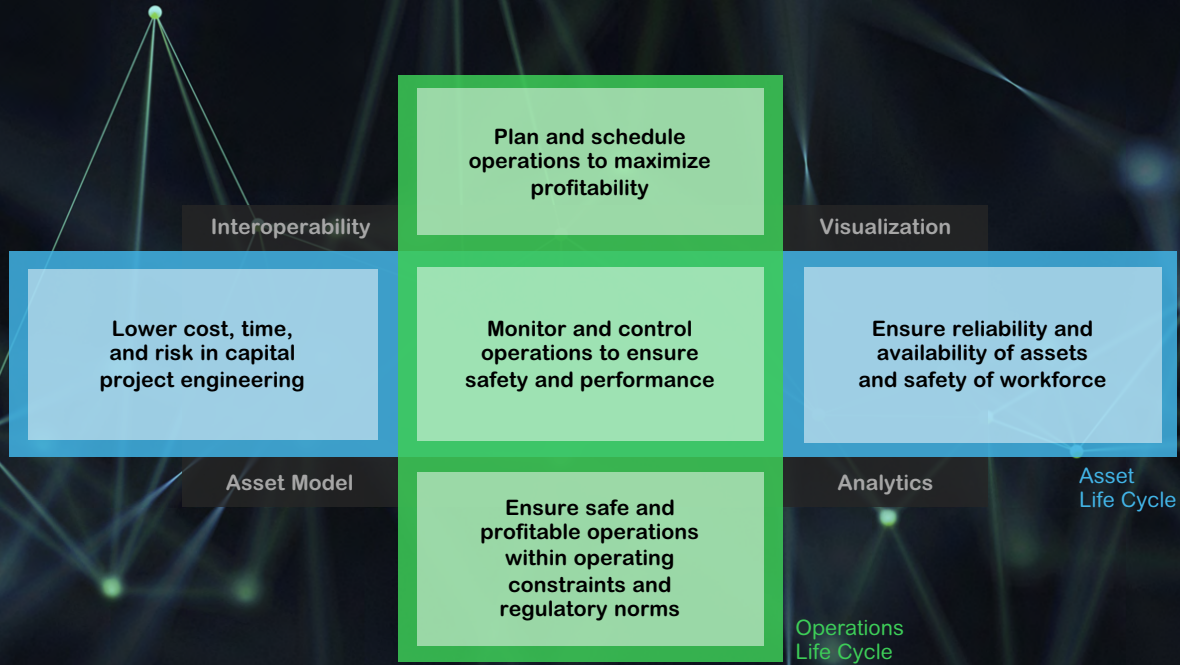 Plan and schedule
operations to maximize
profitability
Interoperability
Visualization
Lower cost, time,
and risk in capital
project engineering
Monitor and control
operations to ensure
safety and performance
Ensure reliability and
availability of assets
and safety of workforce
Asset Model
Analytics
Asset
Life Cycle
Ensure safe and
profitable operations
within operating
constraints and
regulatory norms
Operations
Life Cycle